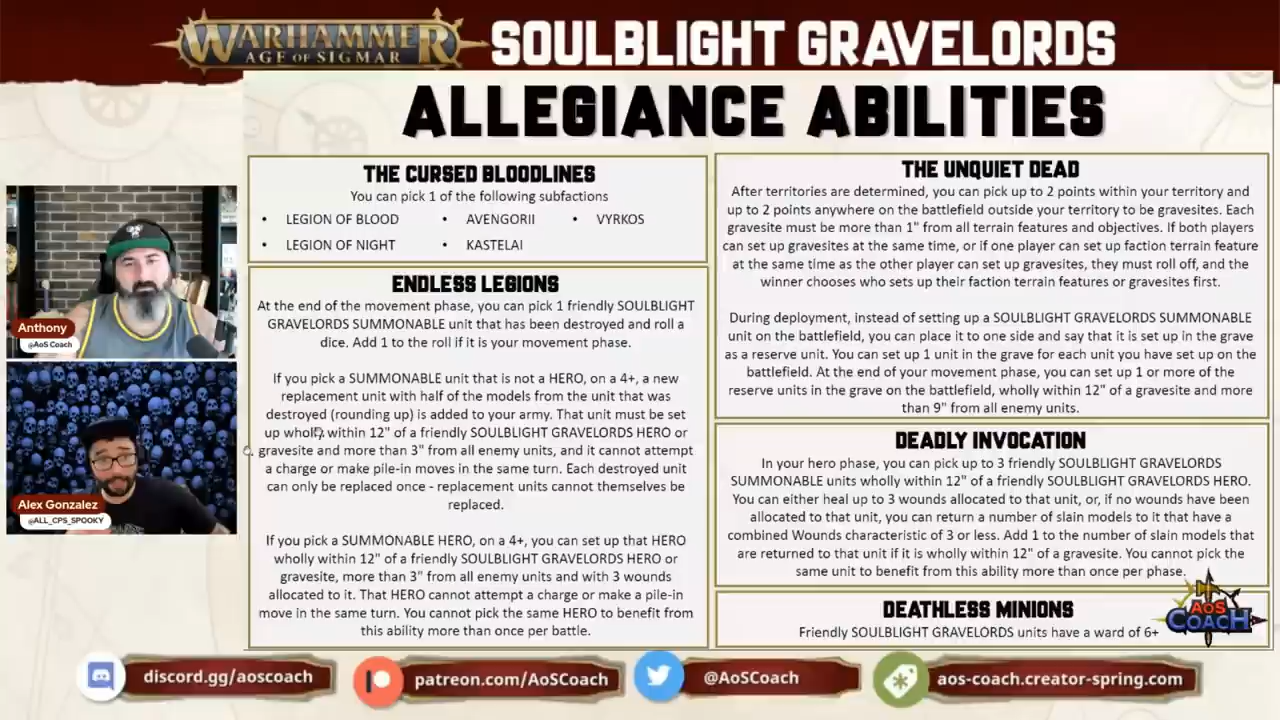 WARHAMMER
AGE OF SIGMAR
SOULBLIGHT GRAVELORDS
ALLEGIANCE ABILITIES
THE CURSED BLOODLINES
You can pick 1 of the following subfactions
• LEGION OF BLOOD • AVENGORII • VYRKOS
• LEGION OF NIGHT • KASTELAI
ENDLESS LEGIONS
At the end of the movement phase, you can pick 1 friendly SOULBLIGHT
GRAVELORDS SUMMONABLE unit that has been destroyed and roll a
dice. Add 1 to the roll if it is your movement phase.
If you pick a SUMMONABLE unit that is not a HERO, on a 4+, a new
replacement unit with half of the models from the unit that was
destroyed (rounding up) is added to your army. That unit must be set
up wholly within 12" of a friendly SOULBLIGHT GRAVELORDS HERO or
gravesite and more than 3" from all enemy units, and it cannot attempt
a charge or make pile-in moves in the same turn. Each destroyed unit
can only be replaced once - replacement units cannot themselves be
replaced.
If you pick a SUMMONABLE HERO, on a 4+, you can set up that HERO
wholly within 12" of a friendly SOULBLIGHT GRAVELORDS HERO or
gravesite, more than 3" from all enemy units and with 3 wounds
allocated to it. That HERO cannot attempt a charge or make a pile-in
move in the same turn. You cannot pick the same HERO to benefit from
this ability more than once per battle.
THE UNQUIET DEAD
After territories are determined, you can pick up to 2 points within your territory and
up to 2 points anywhere on the battlefield outside your territory to be gravesites. Each
gravesite must be more than 1" from all terrain features and objectives. If both players
can set up gravesites at the same time, or if one player can set up faction terrain feature
at the same time as the other player can set up gravesites, they must roll off, and the
winner chooses who sets up their faction terrain features or gravesites first.
During deployment, instead of setting up a SOULBLIGHT GRAVELORDS SUMMONABLE
unit on the battlefield, you can place it to one side and say that it is set up in the grave
as a reserve unit. You can set up 1 unit in the grave for each unit you have set up on the
battlefield. At the end of your movement phase, you can set up 1 or more of the
reserve units in the grave on the battlefield, wholly within 12" of a gravesite and more
than 9" from all enemy units.
DEADLY INVOCATION
In your hero phase, you can pick up to 3 friendly SOULBLIGHT GRAVELORDS
SUMMONABLE units wholly within 12" of a friendly SOULBLIGHT GRAVELORDS HERO.
You can either heal up to 3 wounds allocated to that unit, or, if no wounds have been
allocated to that unit, you can return a number of slain models to it that have a
combined Wounds characteristic of 3 or less. Add 1 to the number of slain models that
are returned to that unit if it is wholly within 12" of a gravesite. You cannot pick the
same unit to benefit from this ability more than once per phase.
DEATHLESS MINIONS
Friendly SOULBLIGHT GRAVELORDS units have a ward of 6+
AOS
COACH
Anthony
@AoS Coach
Alex Gonzalez
@ALL_CPS_SPOOKY
discord.gg/aoscoach
patreon.com/AoSCoach
@AoSCoach
aos-coach.creator-spring.com